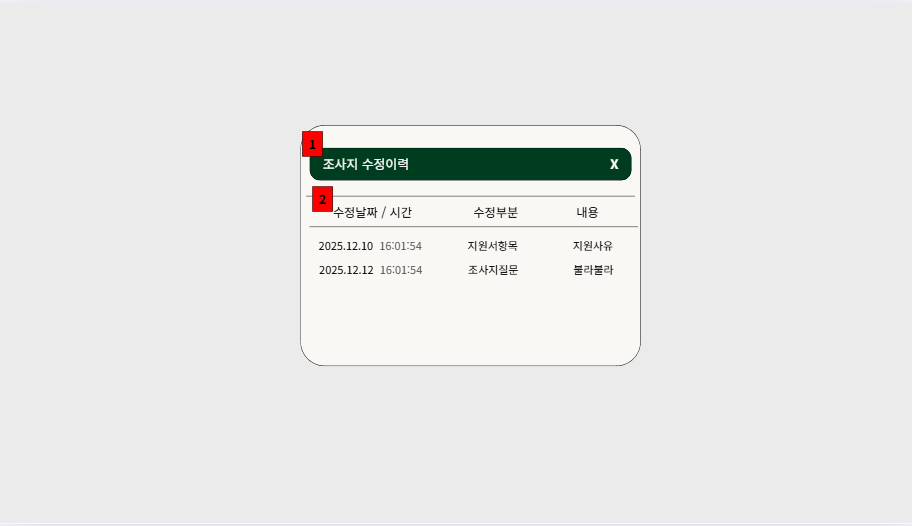 1
조사지 수정이력 X
2
수정날짜 / 시간 수정부분 내용
2025.12.10 16:01:54 지원서항목 지원사유
2025.12.12 16:01:54 조사지질문 불라불라